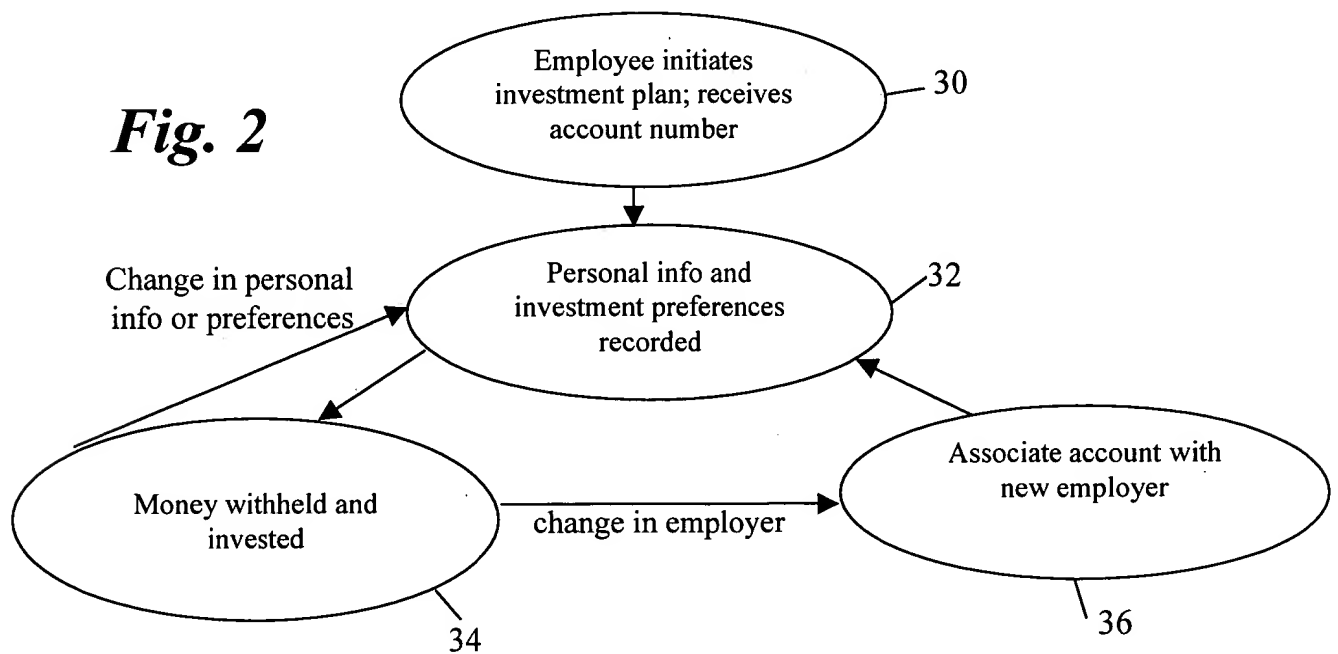 Fig. 2
Employee initiates
investment plan; receives
account number
30
Change in personal
info or preferences
Personal info and
investment preferences
recorded
32
Money withheld and
invested
34
change in employer
Associate account with
new employer
36